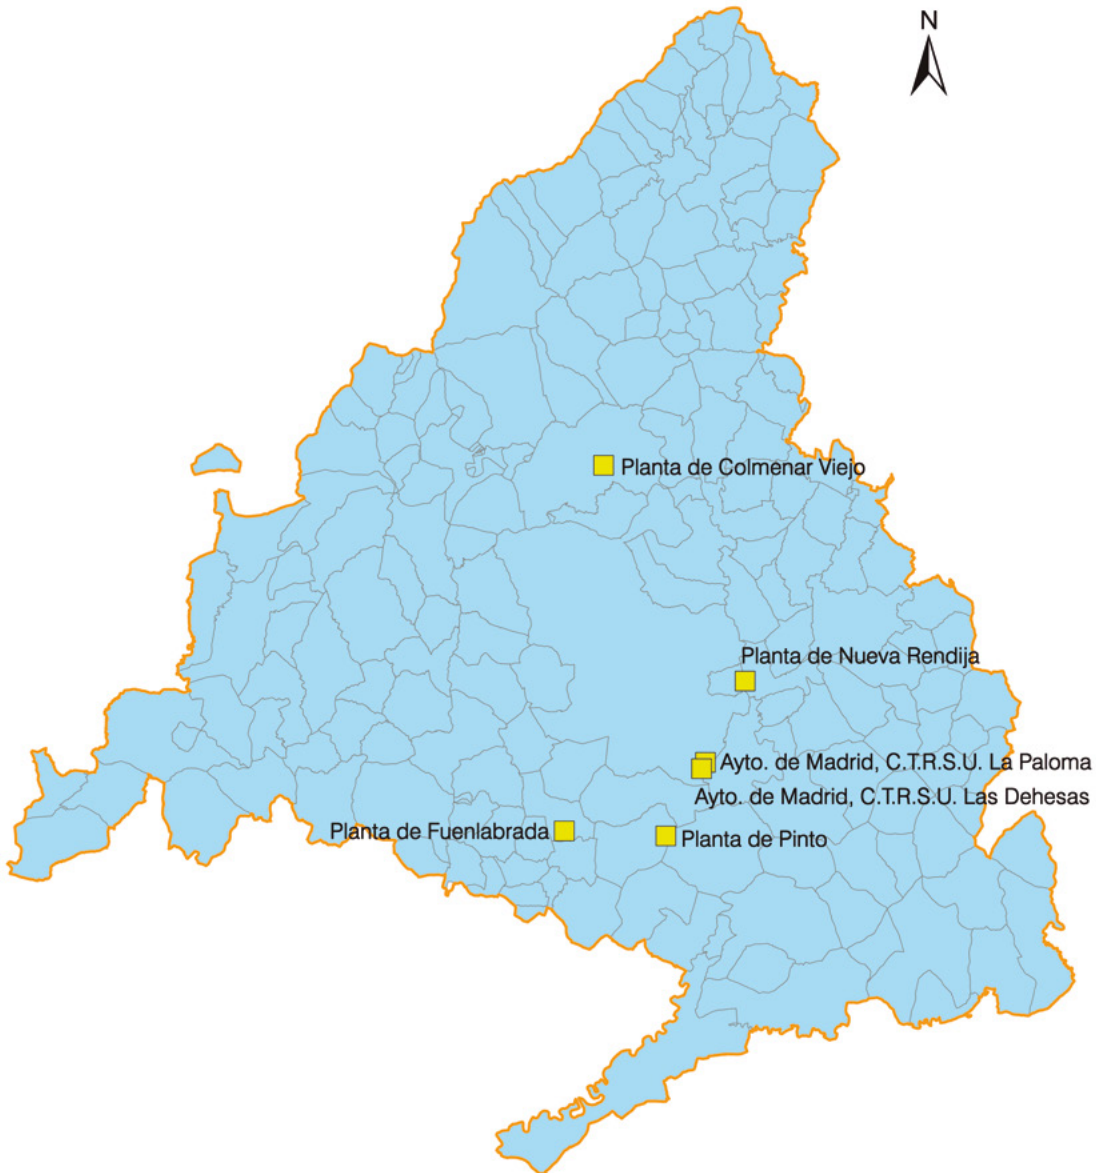 N
Planta de Colmenar Viejo
Planta de Nueva Rendija
Ayto. de Madrid, C.T.R.S.U. La Paloma
Ayto. de Madrid, C.T.R.S.U. Las Dehesas
Planta de Fuenlabrada
Planta de Pinto